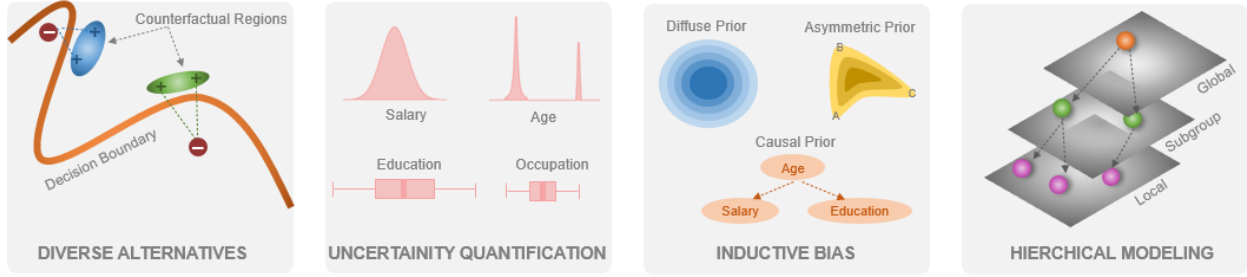 Counterfactual Regions
Decision Boundary
DIVERSE ALTERNATIVES
Salary
Age
Education
Occupation
UNCERTAINITY QUANTIFICATION
Diffuse Prior
Asymmetric Prior
B
C
A
Causal Prior
Age
Salary
Education
INDUCTIVE BIAS
Global
Subgroup
Local
HIERCHICAL MODELING